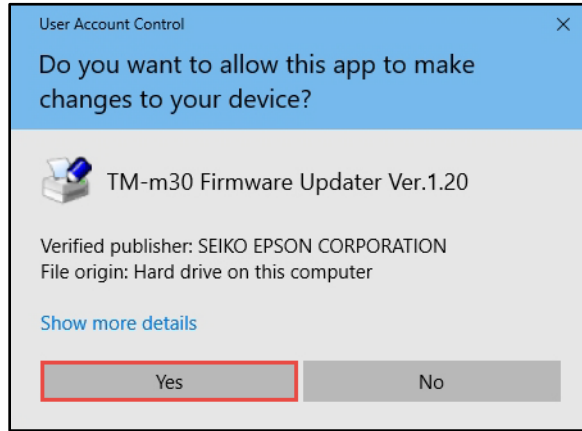 User Account Control
Do you want to allow this app to make
changes to your device?
TM-m30 Firmware Updater Ver.1.20
Verified publisher: SEIKO EPSON CORPORATION
File origin: Hard drive on this computer
Show more details
Yes
No